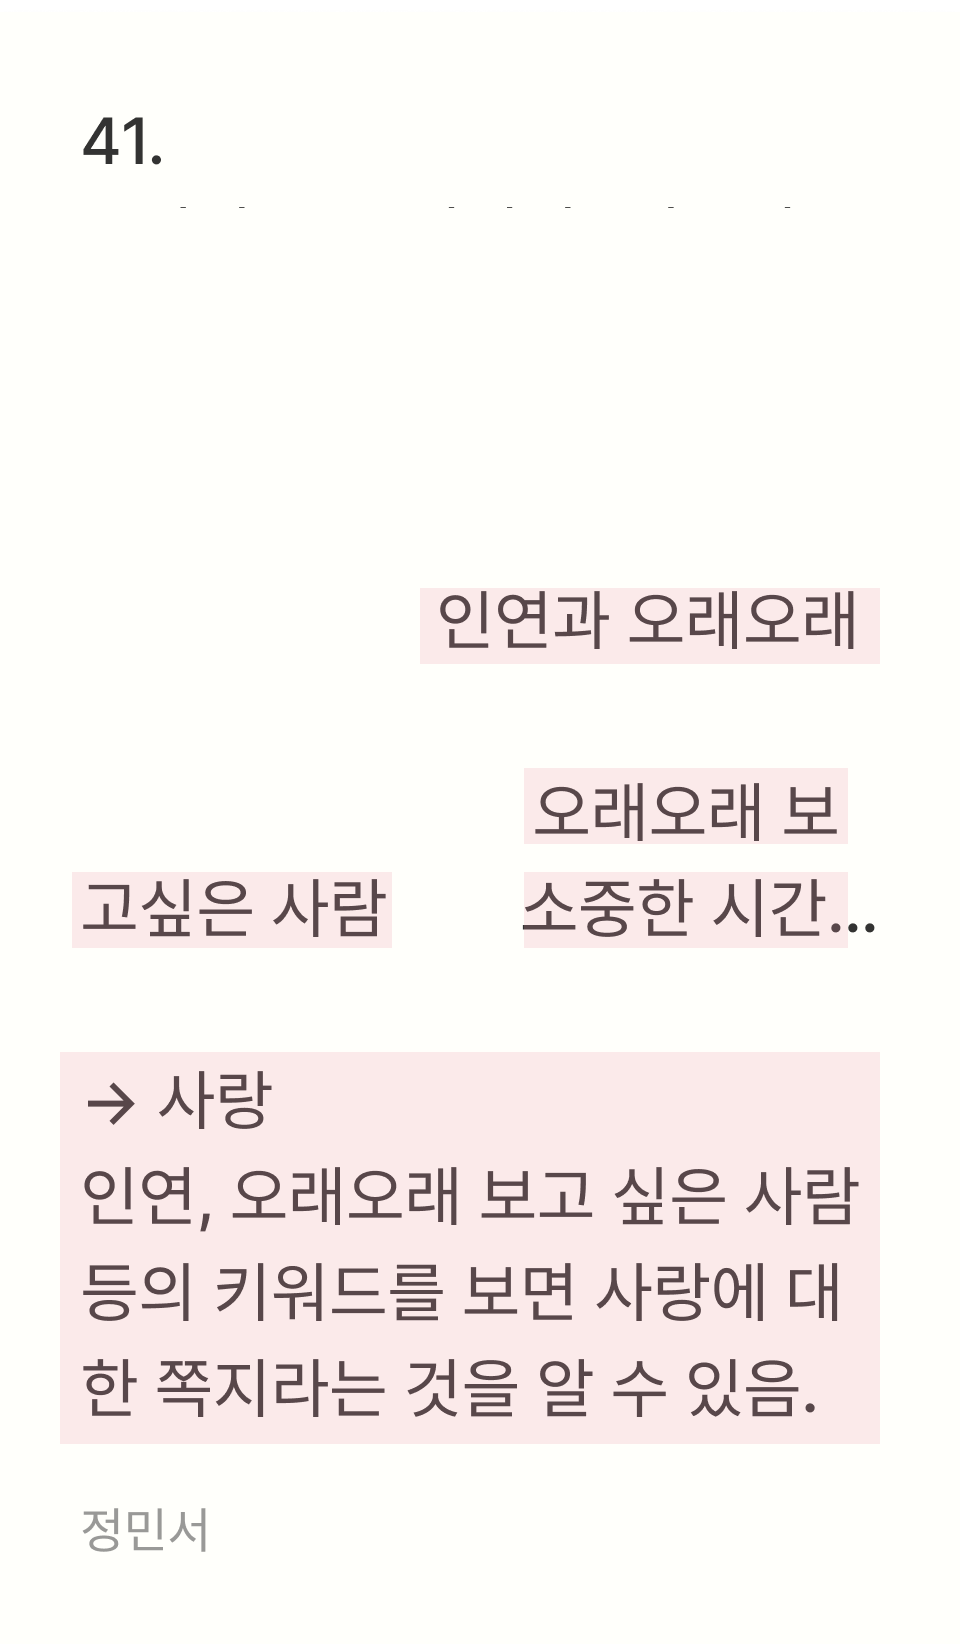 41.
인연과 오래오래
오래오래 보
고싶은 사람 소중한 시간...
→ 사랑
인연, 오래오래 보고 싶은 사람
등의 키워드를 보면 사랑에 대
한 쪽지라는 것을 알 수 있음.
정민서